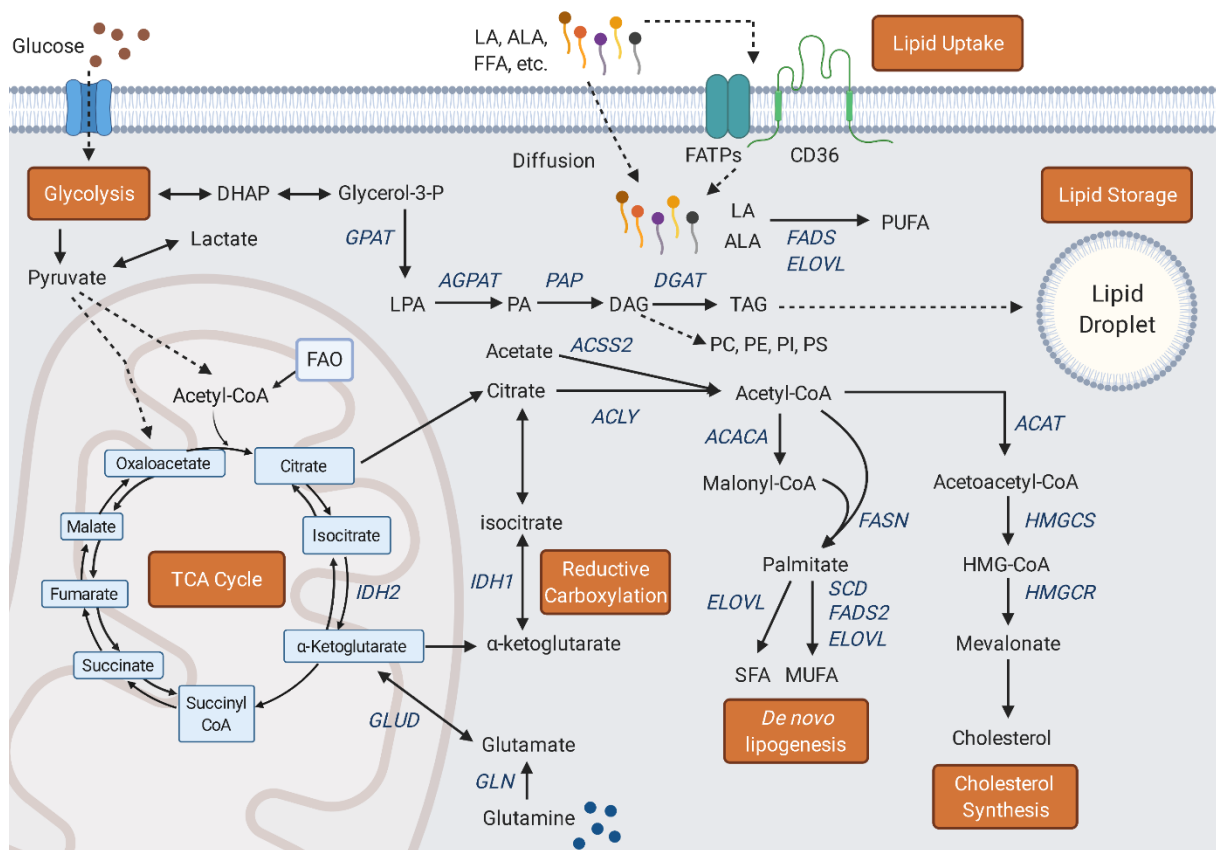 Glucose
LA, ALA,
FFA, etc.
Lipid Uptake
Diffusion
FATPs
CD36
Glycolysis
DHAP
Glycerol-3-P
Lipid Storage
LA
ALA
FADS
ELOVL
PUFA
Lactate
GPAT
Pyruvate
LPA
AGPAT
PA
PAP
DAG
DGAT
TAG
Lipid
Droplet
PC, PE, PI, PS
FAO
Acetyl-CoA
Acetate
ACSS2
Citrate
ACLY
Acetyl-CoA
ACACA
ACAT
Malonyl-CoA
Acetoacetyl-CoA
FASN
HMGCS
Palmitate
HMG-CoA
ELOVL
SCD
FADS2
ELOVL
HMGCR
Mevalonate
SFA
MUFA
De novo
lipogenesis
Cholesterol
Cholesterol
Synthesis
Oxaloacetate
Citrate
Malate
Isocitrate
isocitrate
TCA Cycle
IDH2
IDH1
Reductive
Carboxylation
Fumarate
α-Ketoglutarate
α-ketoglutarate
Succinate
Succinyl
CoA
GLUD
Glutamate
GLN
Glutamine